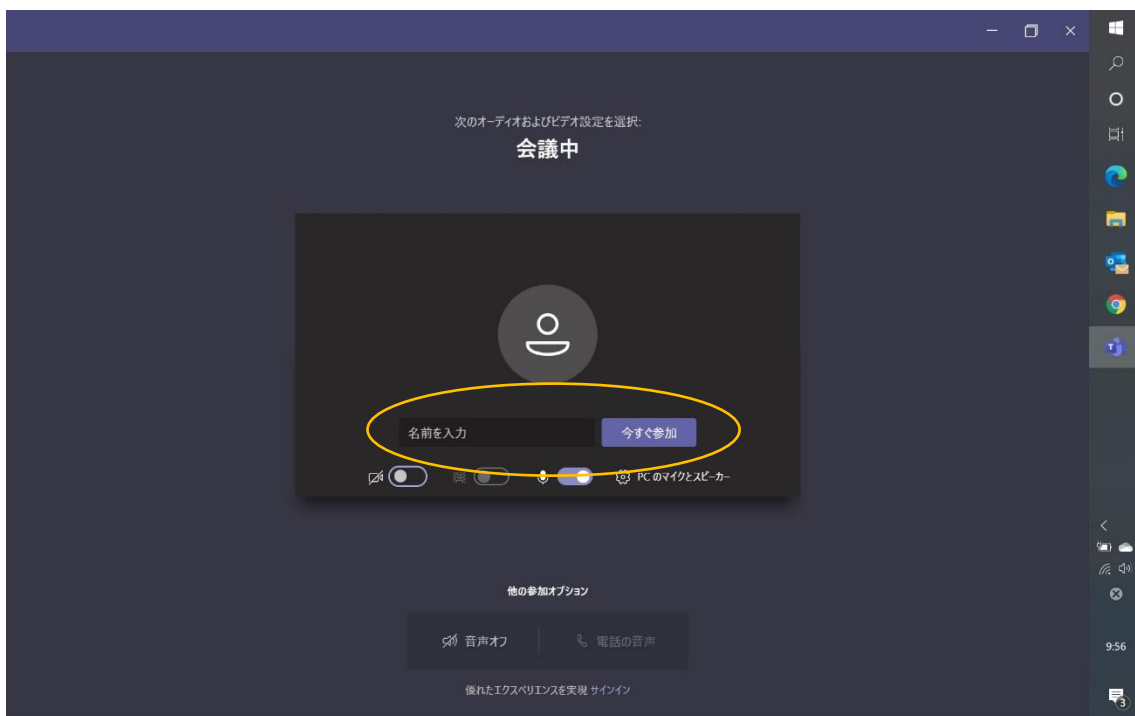 次のオーディオおよびビデオ設定を選択:
会議中
名前を入力
今すぐ参加
PC のマイクとスピーカー
他の参加オプション
音声オフ
電話の音声
優れたエクスペリエンスを実現 サインイン
9:56
3